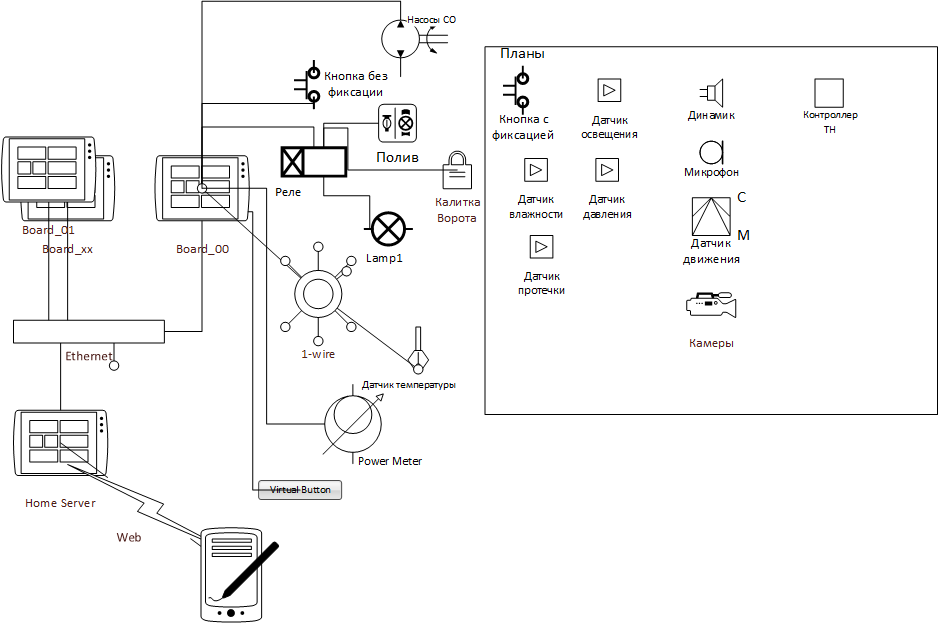 Насосы СО
Кнопка без
фиксации
Полив
Реле
Калитка
Ворота
Lamp1
Board_01
Board_xx
Board_00
1-wire
Ethernet
Датчик температуры
Power Meter
Virtual Button
Home Server
Web
Планы
Кнопка с
фиксацией
Датчик
освещения
Динамик
Контроллер
ТН
Микрофон
Датчик
влажности
Датчик
давления
С
М
Датчик
движения
Датчик
протечки
Камеры